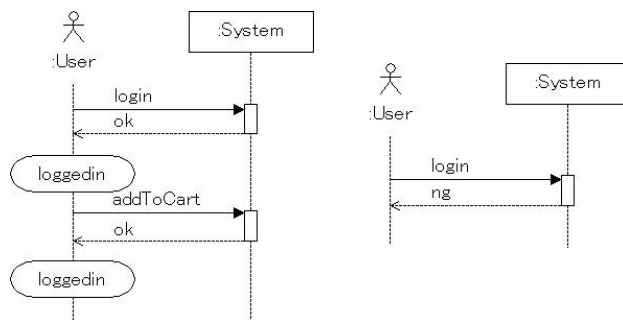 :System
:User
login
ok
loggedin
addToCart
ok
loggedin
:System
:User
login
ng